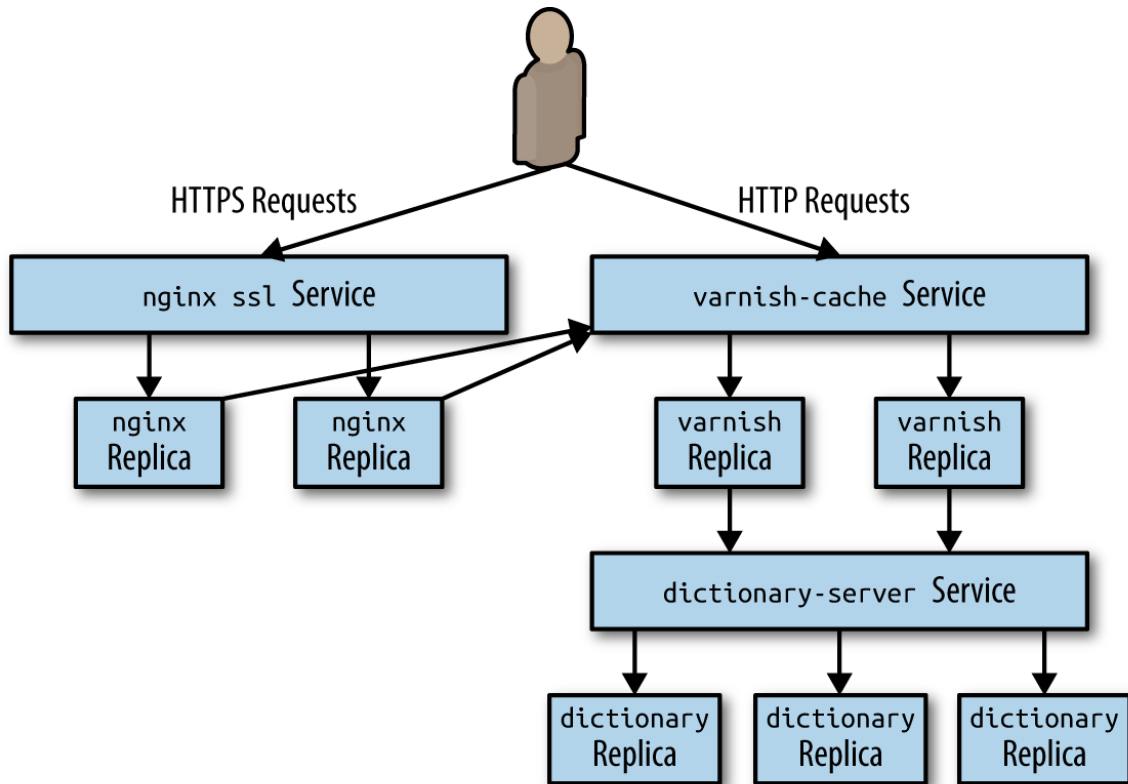 HTTPS Requests
HTTP Requests
nginx ssl Service
varnish-cache Service
nginx
Replica
nginx
Replica
varnish
Replica
varnish
Replica
dictionary-server Service
dictionary
Replica
dictionary
Replica
dictionary
Replica